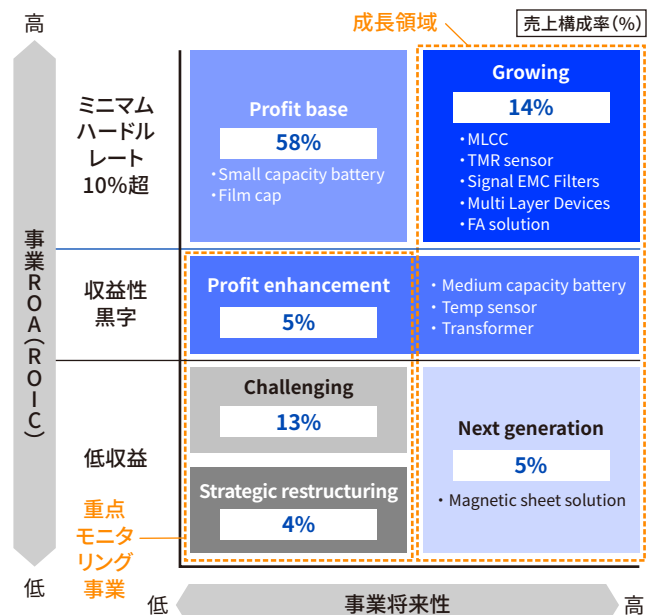 高
成長領域
売上構成率(%)
ミニマム
ハードル
レート
10%超
Profit base
58%
・Small capacity battery
・Film cap
Growing
14%
・MLCC
・TMR sensor
・Signal EMC Filters
・Multi Layer Devices
・FA solution
事業ROA(ROIC)
収益性
黒字
Profit enhancement
5%
・Medium capacity battery
・Temp sensor
・Transformer
低収益
Challenging
13%
Strategic restructuring
4%
Next generation
5%
・Magnetic sheet solution
重点
モニタ
リング
事業
低
低
事業将来性
高